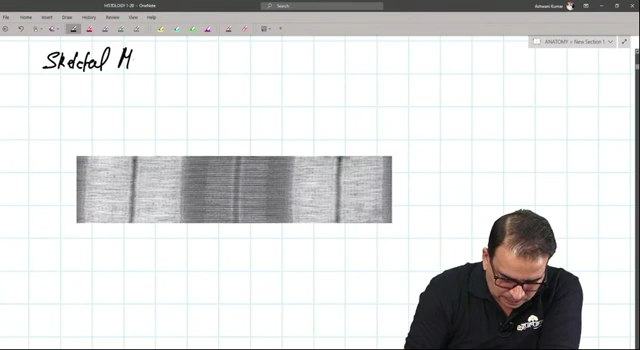 HISTOLOGY 1-20 - OneNote
Search
Ashwani Kumar
File Home Insert Draw History Review View Help
ANATOMY > New Section 1
Skeletal M